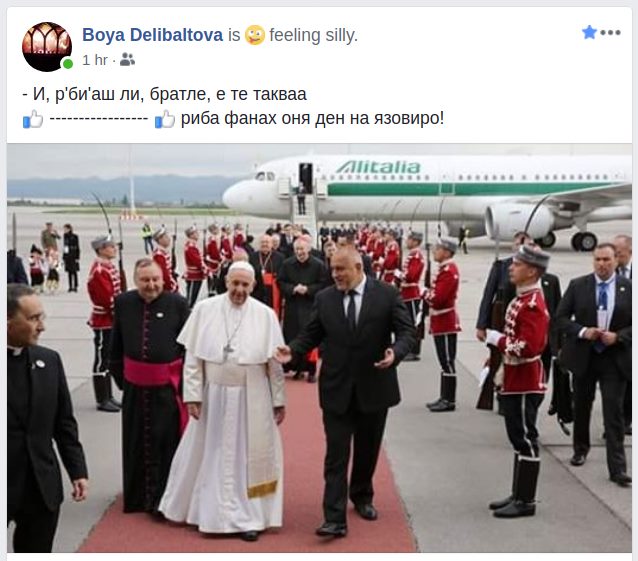 Boya Delibaltova is 🤪 feeling silly.
1 hr ·
- И, р'би'аш ли, братле, е те такваа
👍 ----------------- 👍 риба фанах оня ден на язовиро!
Alitalia